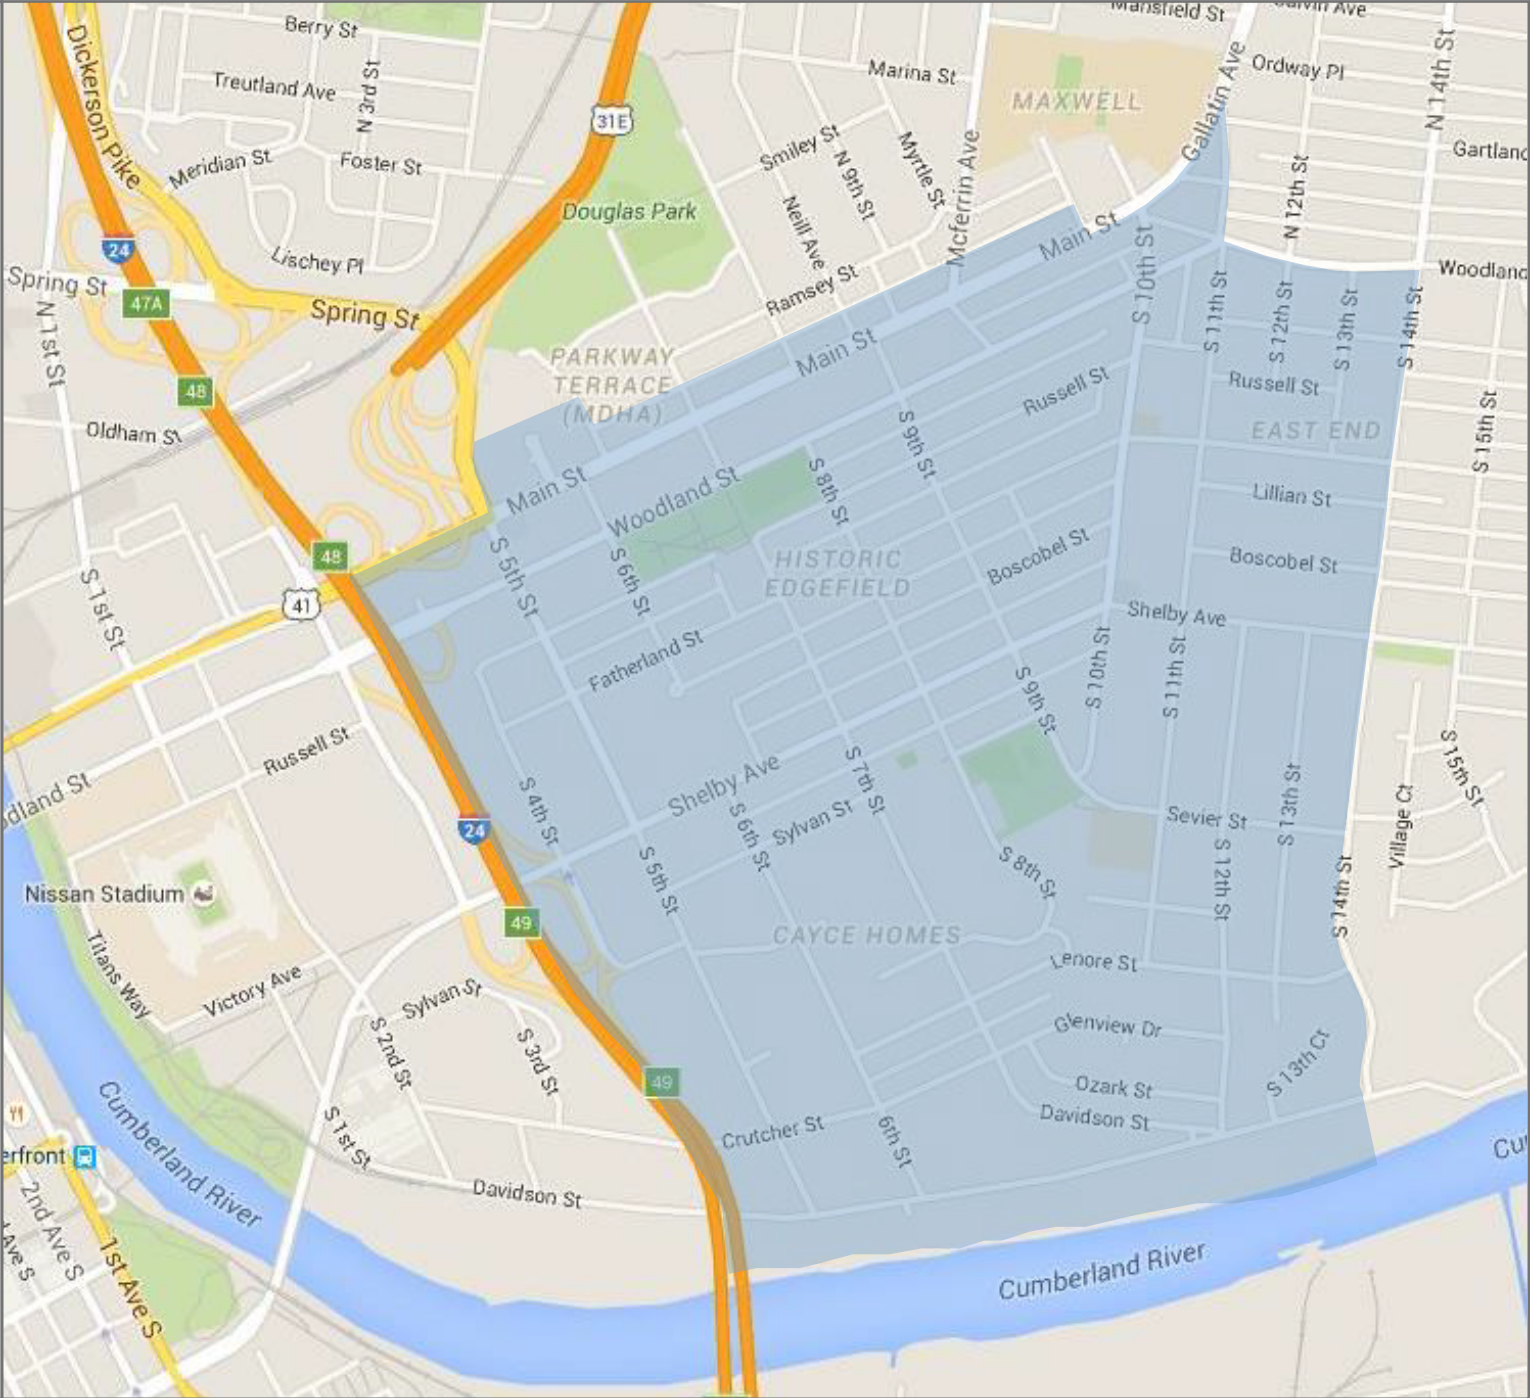 Berry St
Mansfield St
Calvin Ave
Dickerson Pike
Treutland Ave
N 3rd St
31E
Marina St
MAXWELL
Gallatin Ave
Ordway Pl
N 14th St
Meridian St
Foster St
Smiley St
N 9th St
Myrtle St
Mcferrin Ave
Gartland
Douglas Park
Neill Ave
N 12th St
24
Lischey Pl
Main St
S 10th St
Spring St
47A
Spring St
Ramsey St
Woodland
N 1st St
S 11th St
S 12th St
S 13th St
S 14th St
PARKWAY
TERRACE
(MDHA)
Main St
Russell St
Russell St
48
S 9th St
EAST END
S 15th St
Oldham St
Main St
Woodland St
S 8th St
Lillian St
48
S 5th St
S 6th St
HISTORIC
EDGEFIELD
Boscobel St
Boscobel St
41
S 1st St
Shelby Ave
Fatherland St
S 9th St
S 10th St
S 11th St
Russell St
odland St
S 4th St
Shelby Ave
S 7th St
S 15th St
24
S 6th St
Sylvan St
Sevier St
S 13th St
Village Ct
Nissan Stadium
S 5th St
S 8th St
S 12th St
S 14th St
49
CAYCE HOMES
Titans Way
Victory Ave
Sylvan St
Lenore St
S 2nd St
S 3rd St
Glenview Dr
S 13th Ct
49
Ozark St
Cumberland River
S 1st St
Crutcher St
6th St
Davidson St
erfront
Davidson St
Cu
2nd Ave S
Ave S
1st Ave S
Cumberland River